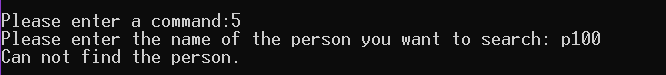 Please enter a command:5
Please enter the name of the person you want to search: p100
Can not find the person.